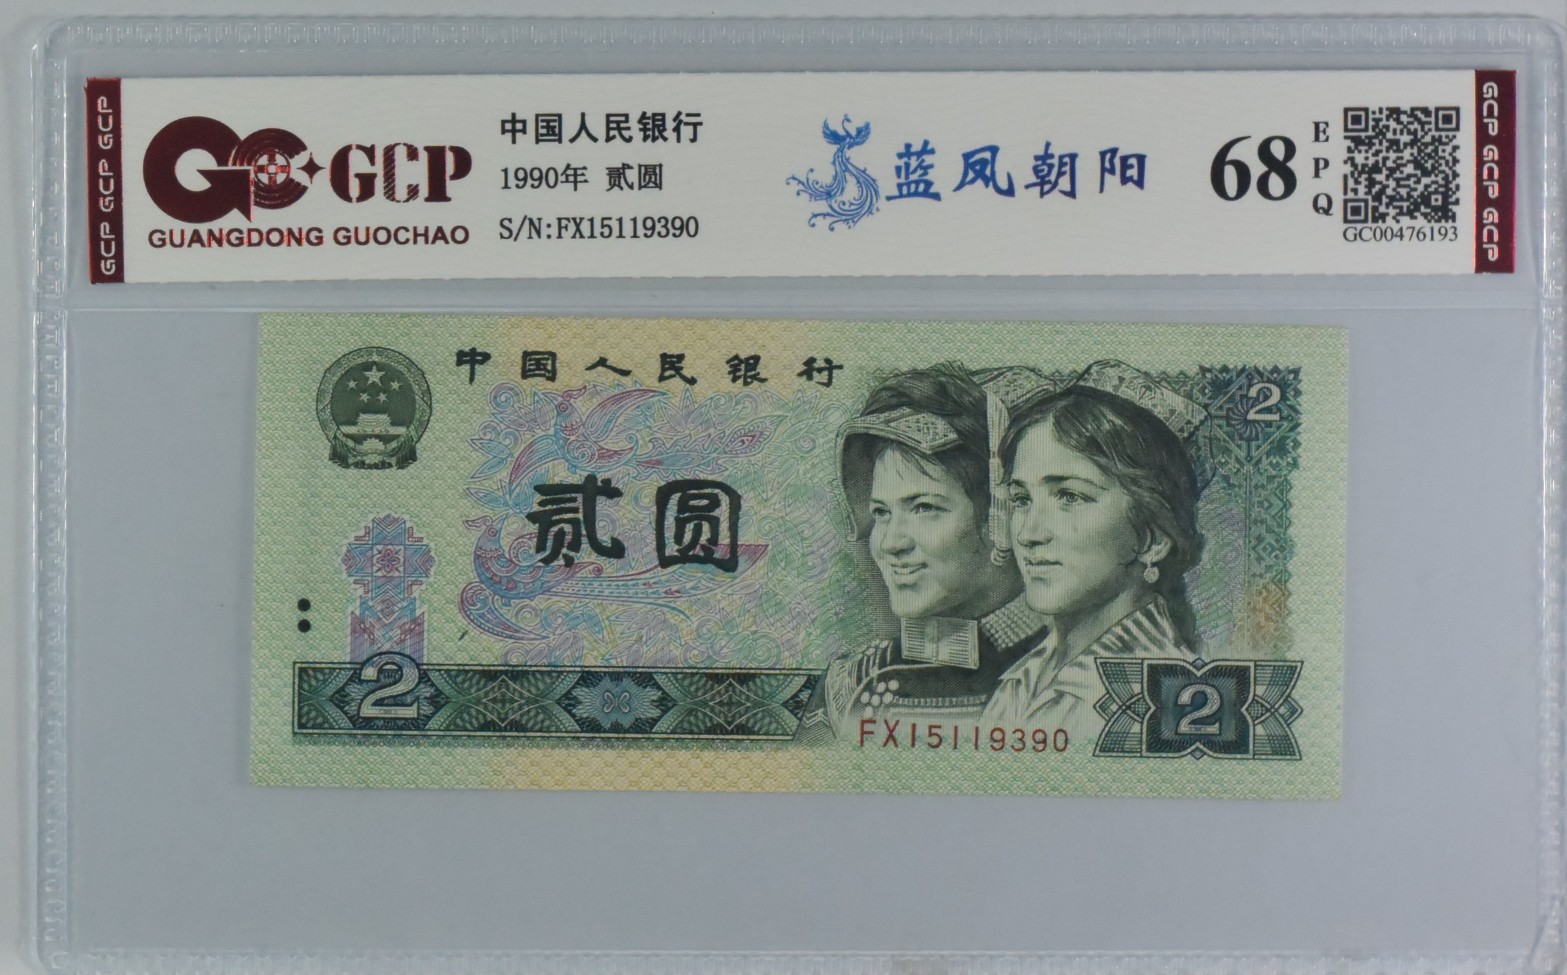 GCP GCP GCP
GCP
GUANGDONG GUOCHAO
中国人民银行
1990年 贰圆
S/N:FX15119390
蓝凤朝阳
68
EPQ
GC00476193
GCP GCP GCP
中国人民银行
2
贰圆
2
FX15119390
2